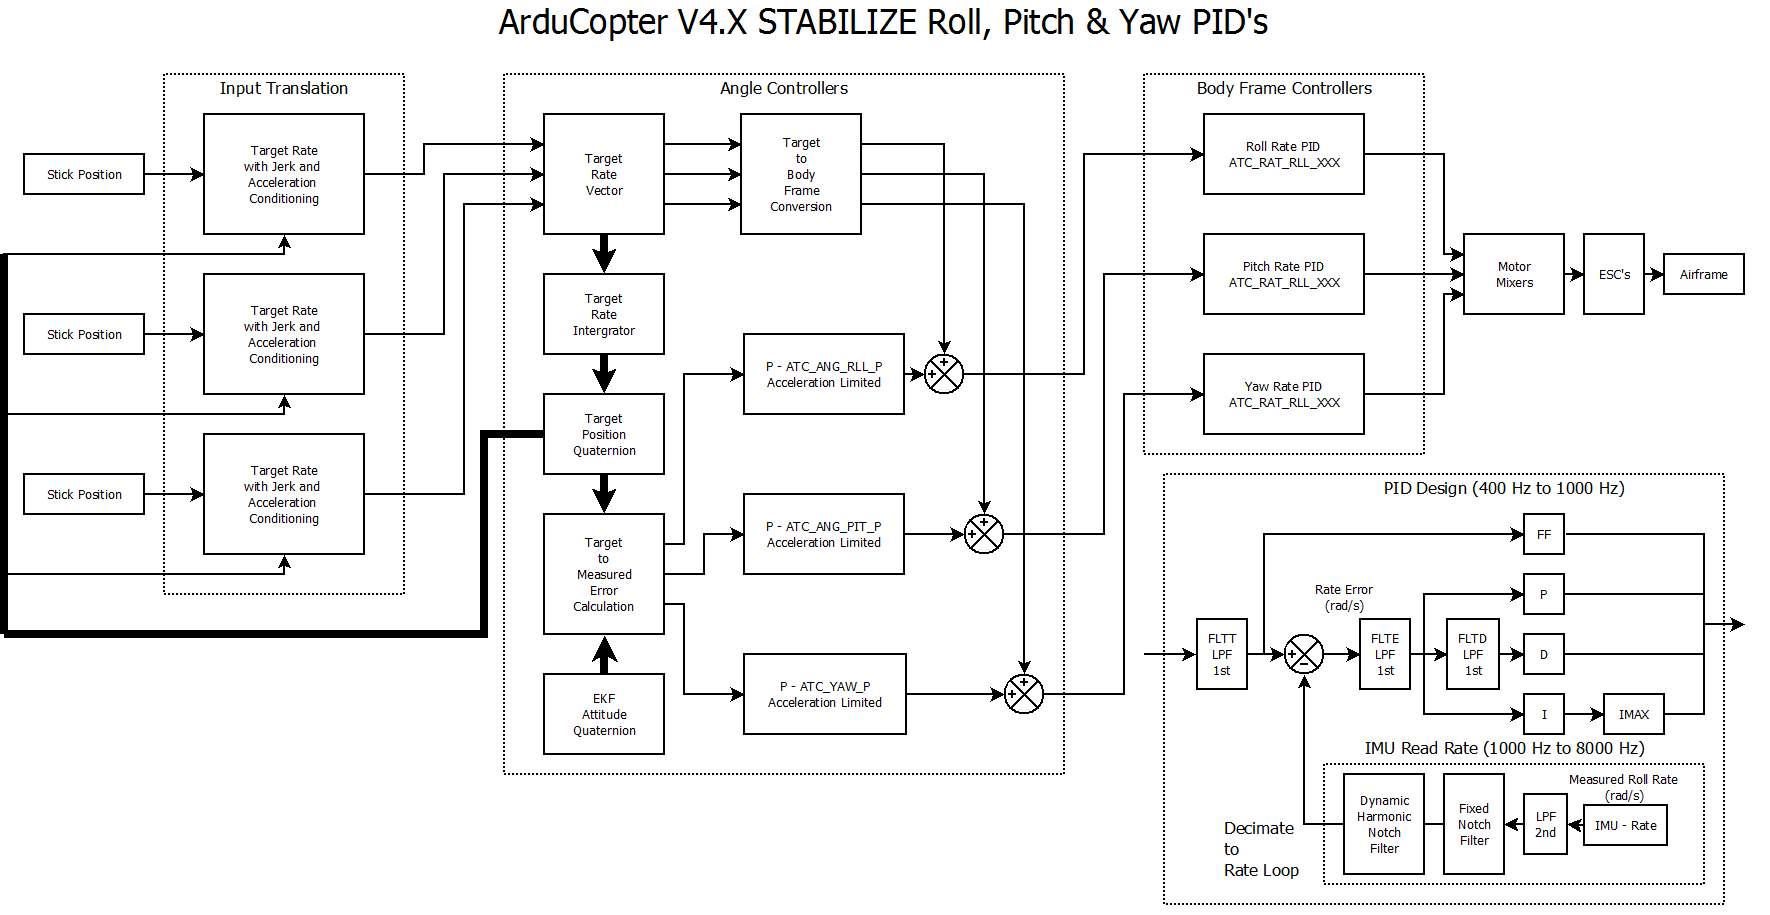 ArduCopter V4.X STABILIZE Roll, Pitch & Yaw PID's
Input Translation
Stick Position
Target Rate
with Jerk and
Acceleration
Conditioning
Stick Position
Target Rate
with Jerk and
Acceleration
Conditioning
Stick Position
Target Rate
with Jerk and
Acceleration
Conditioning
Angle Controllers
Target
Rate
Vector
Target
to
Body
Frame
Conversion
Target
Rate
Intergrator
Target
Position
Quaternion
Target
to
Measured
Error
Calculation
EKF
Attitude
Quaternion
P - ATC_ANG_RLL_P
Acceleration Limited
+
+
P - ATC_ANG_PIT_P
Acceleration Limited
+
+
P - ATC_YAW_P
Acceleration Limited
+
+
Body Frame Controllers
Roll Rate PID
ATC_RAT_RLL_XXX
Pitch Rate PID
ATC_RAT_RLL_XXX
Yaw Rate PID
ATC_RAT_RLL_XXX
Motor
Mixers
ESC's
Airframe
PID Design (400 Hz to 1000 Hz)
FLTT
LPF
1st
+
−
Rate Error
(rad/s)
FLTE
LPF
1st
FLTD
LPF
1st
FF
P
D
I
IMAX
IMU Read Rate (1000 Hz to 8000 Hz)
Measured Roll Rate
(rad/s)
IMU - Rate
LPF
2nd
Fixed
Notch
Filter
Dynamic
Harmonic
Notch
Filter
Decimate
to
Rate Loop